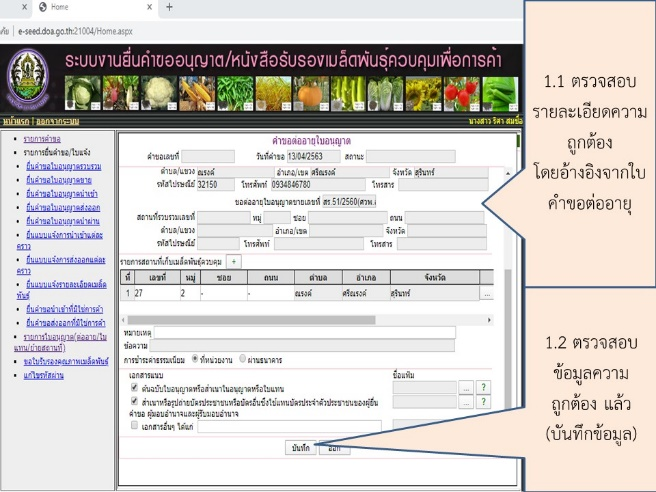 Home
e-seed.doa.go.th:21004/Home.aspx
ระบบงานยื่นคำขออนุญาต/หนังสือรับรองเมล็ดพันธุ์ควบคุมเพื่อการค้า
หน้าแรก | ออกจากระบบ
นางสาว ริศา สมชื่อ
รายการคำขอ
รายการยื่นคำขอ/ใบแจ้ง
ยื่นคำขอใบอนุญาตรวบรวม
ยื่นคำขอใบอนุญาตขาย
ยื่นคำขอใบอนุญาตนำเข้า
ยื่นคำขอใบอนุญาตส่งออก
ยื่นคำขอใบอนุญาตนำผ่าน
ยื่นแบบแจ้งการนำเข้าแต่ละ
คราว
ยื่นแบบแจ้งการส่งออกแต่ละ
คราว
ยื่นแบบแจ้งรายละเอียดเมล็ด
พันธุ์
ยื่นคำขอนำเข้าที่มิใช่การค้า
ยื่นคำขอส่งออกที่มิใช่การค้า
รายการใบอนุญาต(ต่ออายุ/ใบ
แทน/ย้ายสถานที่)
ขอใบรับรองคุณภาพเมล็ดพันธุ์
แก้ไขรหัสผ่าน
คำขอต่ออายุใบอนุญาต
คำขอเลขที่ วันที่คำขอ 13/04/2563 สถานะ
ตำบล/แขวง ณรงค์ อำเภอ/เขต ศรีณรงค์ จังหวัด สุรินทร์
รหัสไปรษณีย์ 32150 โทรศัพท์ 0934846780 โทรสาร
ขอต่ออายุใบอนุญาตขายเลขที่ สร.51/2560(ศวพ.
สถานที่รวบรวมเลขที่ หมู่ ซอย ถนน
ตำบล/แขวง อำเภอ/เขต จังหวัด
รหัสไปรษณีย์ โทรศัพท์ โทรสาร
รายการสถานที่เก็บเมล็ดพันธุ์ควบคุม +
ที่ เลขที่ หมู่ ซอย ถนน ตำบล อำเภอ จังหวัด
1 27 2 - - ณรงค์ ศรีณรงค์ สุรินทร์ ...
หมายเหตุ
ข้อความ
การชำระค่าธรรมเนียม ที่หน่วยงาน ผ่านธนาคาร
เอกสารแนบ ชื่อแฟ้ม
ต้นฉบับใบอนุญาตหรือสำเนาใบอนุญาตหรือใบแทน ... ?
สำเนาหรือรูปถ่ายบัตรประชาชนหรือบัตรอื่นซึ่งใช้แทนบัตรประจำตัวประชาชนของผู้ยื่น ... ?
คำขอ ผู้มอบอำนาจและผู้รับมอบอำนาจ
เอกสารอื่นๆ ได้แก่
บันทึก ออก
1.1 ตรวจสอบ
รายละเอียดความ
ถูกต้อง
โดยอ้างอิงจากใบ
คำขอต่ออายุ
1.2 ตรวจสอบ
ข้อมูลความ
ถูกต้อง แล้ว
(บันทึกข้อมูล)